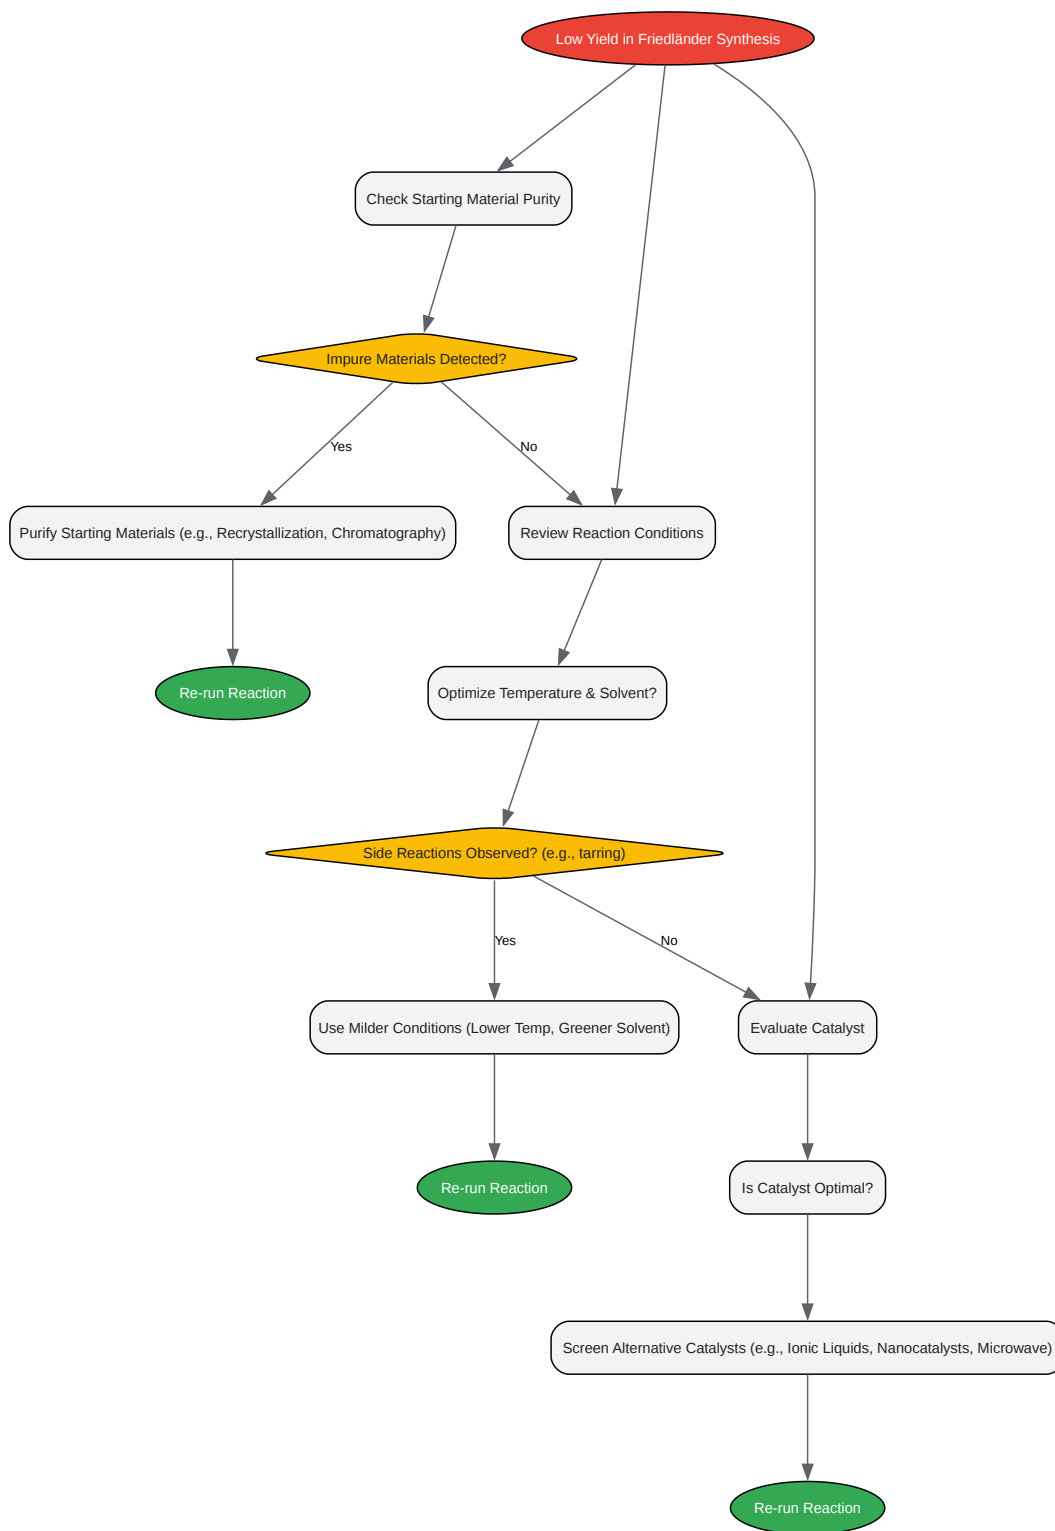 Low Yield in Friedländer Synthesis
Check Starting Material Purity
Impure Materials Detected?
Yes
No
Purify Starting Materials (e.g., Recrystallization, Chromatography)
Review Reaction Conditions
Re-run Reaction
Optimize Temperature & Solvent?
Side Reactions Observed? (e.g., tarring)
Yes
No
Use Milder Conditions (Lower Temp, Greener Solvent)
Evaluate Catalyst
Re-run Reaction
Is Catalyst Optimal?
Screen Alternative Catalysts (e.g., Ionic Liquids, Nanocatalysts, Microwave)
Re-run Reaction